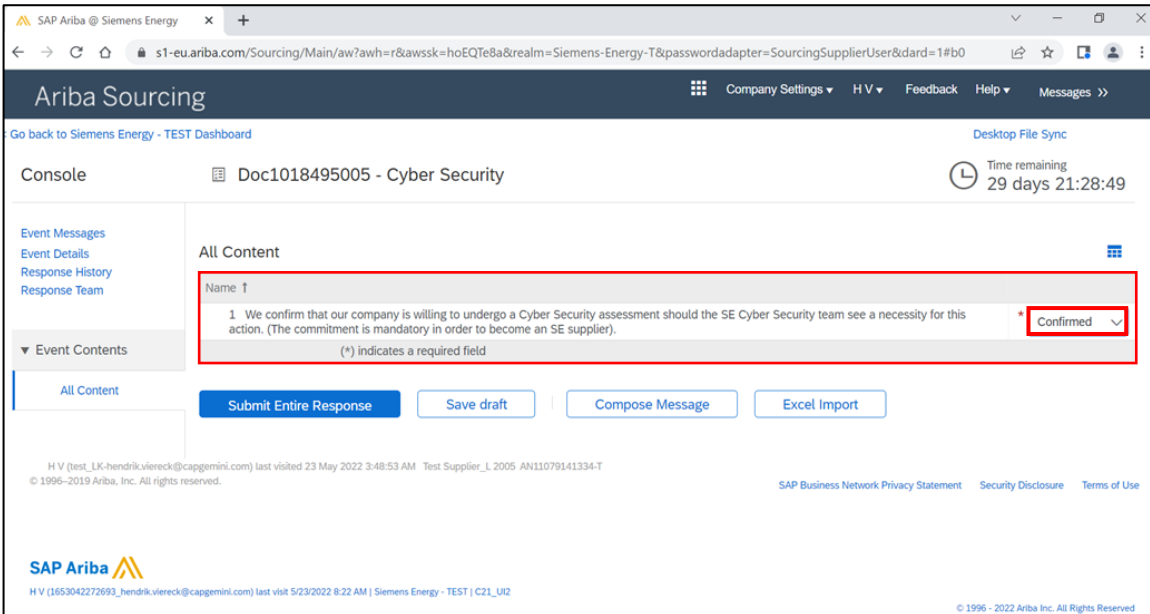 SAP Ariba @ Siemens Energy
s1-eu.ariba.com/Sourcing/Main/aw?awh=r&awssk=hoEQTe8a&realm=Siemens-Energy-T&passwordadapter=SourcingSupplierUser&dard=1#b0
Ariba Sourcing Company Settings ▾ H V ▾ Feedback Help ▾ Messages >>
Go back to Siemens Energy - TEST Dashboard Desktop File Sync
Console Doc1018495005 - Cyber Security Time remaining
29 days 21:28:49
Event Messages
Event Details
Response History
Response Team
▼ Event Contents
All Content
All Content
Name ↑
1 We confirm that our company is willing to undergo a Cyber Security assessment should the SE Cyber Security team see a necessity for this
action. (The commitment is mandatory in order to become an SE supplier).
* Confirmed
(*) indicates a required field
Submit Entire Response Save draft Compose Message Excel Import
H V (test_LK-hendrik.viereck@capgemini.com) last visited 23 May 2022 3:48:53 AM Test Supplier_L 2005 AN11079141334-T
© 1996–2019 Ariba, Inc. All rights reserved.
SAP Business Network Privacy Statement Security Disclosure Terms of Use
SAP Ariba
H V (1653042272693_hendrik.viereck@capgemini.com) last visit 5/23/2022 8:22 AM | Siemens Energy - TEST | C21_UI2
© 1996 - 2022 Ariba Inc. All Rights Reserved